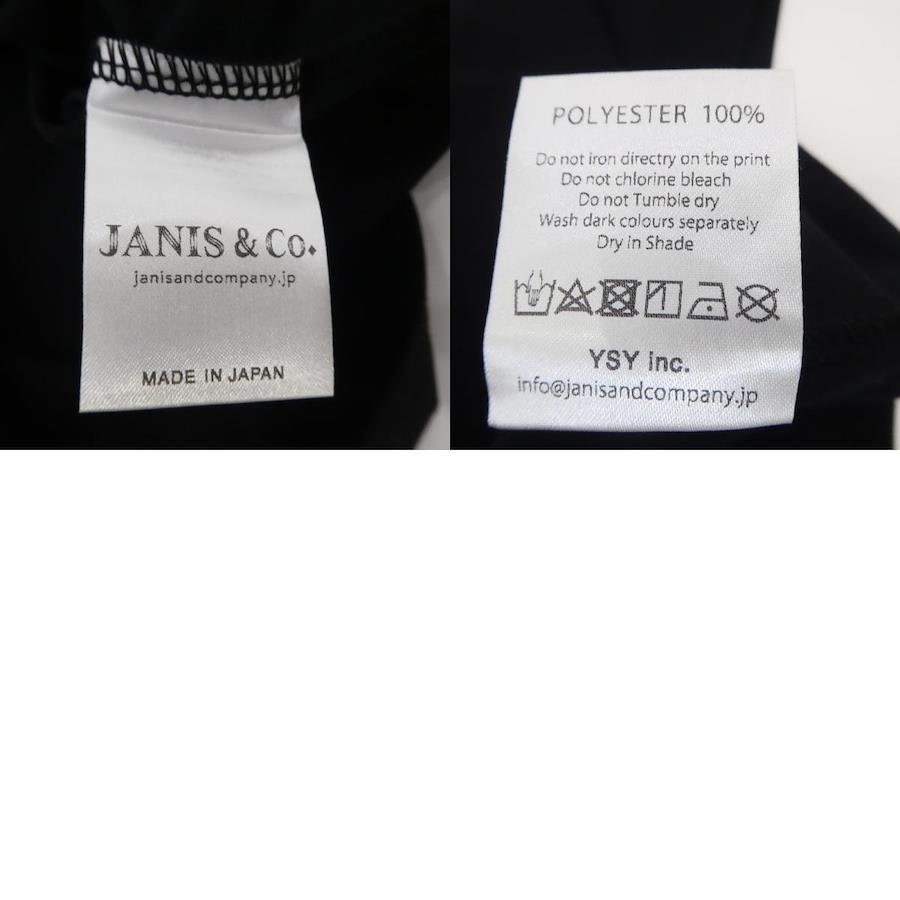 JANIS & Co.
janisandcompany.jp
MADE IN JAPAN
POLYESTER 100%
Do not iron directry on the print
Do not chlorine bleach
Do not Tumble dry
Wash dark colours separately
Dry in Shade
YSY inc.
info@janisandcompany.jp